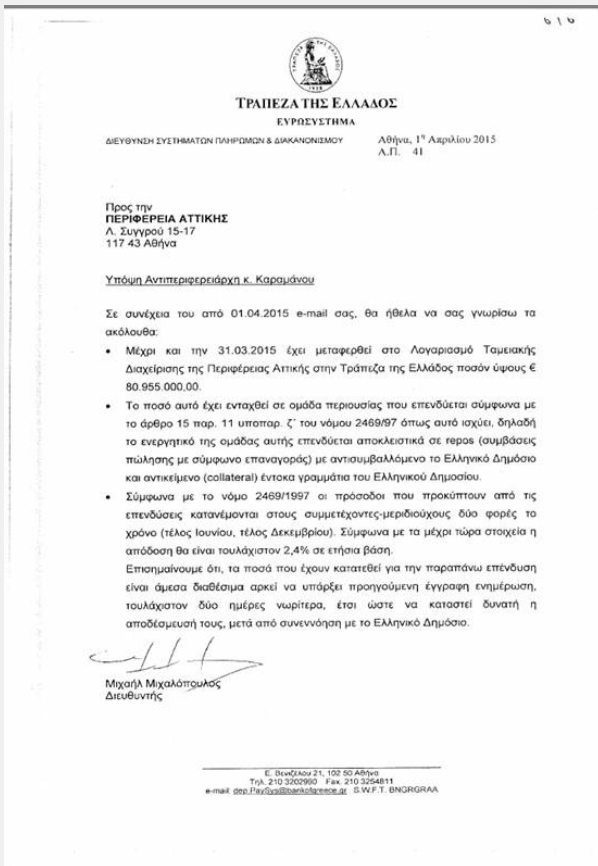 6 1 6
ΤΡΑΠΕΖΑ ΤΗΣ ΕΛΛΑΔΟΣ
1928
ΤΡΑΠΕΖΑ ΤΗΣ ΕΛΛΑΔΟΣ
ΕΥΡΩΣΥΣΤΗΜΑ
ΔΙΕΥΘΥΝΣΗ ΣΥΣΤΗΜΑΤΩΝ ΠΛΗΡΩΜΩΝ & ΔΙΑΚΑΝΟΝΙΣΜΟΥ
Αθήνα, 1η Απριλίου 2015
Α.Π. 41
Προς την
ΠΕΡΙΦΕΡΕΙΑ ΑΤΤΙΚΗΣ
Λ. Συγγρού 15-17
117 43 Αθήνα
Υπόψη Αντιπεριφερειάρχη κ. Καραμάνου
Σε συνέχεια του από 01.04.2015 e-mail σας, θα ήθελα να σας γνωρίσω τα
ακόλουθα:
• Μέχρι και την 31.03.2015 έχει μεταφερθεί στο Λογαριασμό Ταμειακής
Διαχείρισης της Περιφέρειας Αττικής στην Τράπεζα της Ελλάδος ποσόν ύψους €
80.955.000,00.
• Το ποσό αυτό έχει ενταχθεί σε ομάδα περιουσίας που επενδύεται σύμφωνα με
το άρθρο 15 παρ. 11 υποπαρ. ζ΄ του νόμου 2469/97 όπως αυτό ισχύει, δηλαδή
το ενεργητικό της ομάδας αυτής επενδύεται αποκλειστικά σε repos (συμβάσεις
πώλησης με σύμφωνο επαναγοράς) με αντισυμβαλλόμενο το Ελληνικό Δημόσιο
και αντικείμενο (collateral) έντοκα γραμμάτια του Ελληνικού Δημοσίου.
• Σύμφωνα με το νόμο 2469/1997 οι πρόσοδοι που προκύπτουν από τις
επενδύσεις κατανέμονται στους συμμετέχοντες-μεριδιούχους δύο φορές το
χρόνο (τέλος Ιουνίου, τέλος Δεκεμβρίου). Σύμφωνα με τα μέχρι τώρα στοιχεία η
απόδοση θα είναι τουλάχιστον 2,4% σε ετήσια βάση.
Επισημαίνουμε ότι, τα ποσά που έχουν κατατεθεί για την παραπάνω επένδυση
είναι άμεσα διαθέσιμα αρκεί να υπάρξει προηγούμενη έγγραφη ενημέρωση,
τουλάχιστον δύο ημέρες νωρίτερα, έτσι ώστε να καταστεί δυνατή η
αποδέσμευσή τους, μετά από συνεννόηση με το Ελληνικό Δημόσιο.
Μιχαήλ Μιχαλόπουλος
Διευθυντής
Ε. Βενιζέλου 21, 102 50 Αθήνα
Τηλ. 210 3202990 Fax. 210 3254811
e-mail: dep.PaySys@bankofgreece.gr S.W.F.T. BNGRGRAA